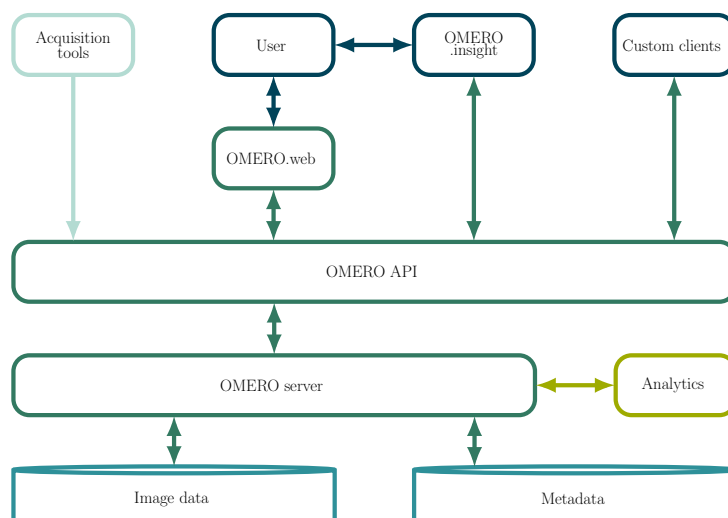 Acquisition
tools
User
OMERO
.insight
Custom clients
OMERO.web
OMERO API
OMERO server
Analytics
Image data
Metadata